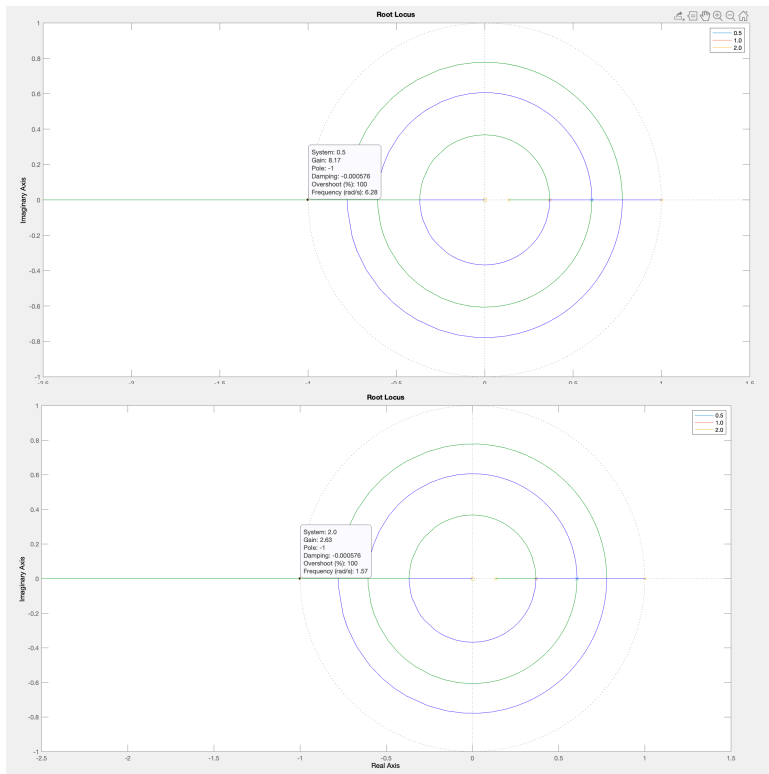 Root Locus
0.5
1.0
2.0
1
0.8
0.6
0.4
0.2
0
-0.2
-0.4
-0.6
-0.8
-1
Imaginary Axis
System: 0.5
Gain: 8.17
Pole: -1
Damping: -0.000576
Overshoot (%): 100
Frequency (rad/s): 6.28
-2.5 -2 -1.5 -1 -0.5 0 0.5 1 1.5
Root Locus
0.5
1.0
2.0
1
0.8
0.6
0.4
0.2
0
-0.2
-0.4
-0.6
-0.8
-1
Imaginary Axis
System: 2.0
Gain: 2.63
Pole: -1
Damping: -0.000576
Overshoot (%): 100
Frequency (rad/s): 1.57
-2.5 -2 -1.5 -1 -0.5 0 0.5 1 1.5
Real Axis